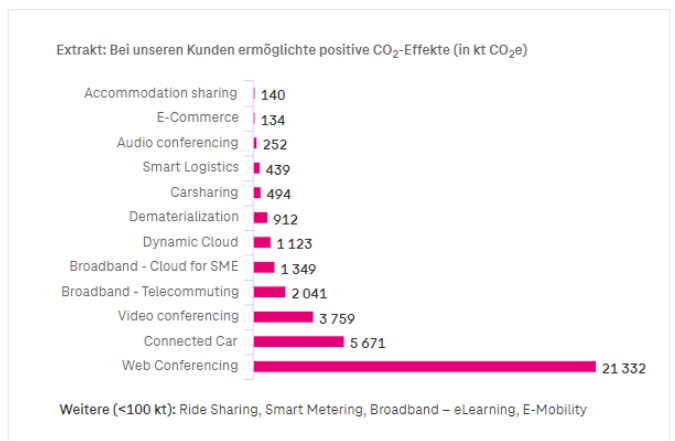 Extrakt: Bei unseren Kunden ermöglichte positive CO₂-Effekte (in kt CO₂e)
Accommodation sharing 140
E-Commerce 134
Audio conferencing 252
Smart Logistics 439
Carsharing 494
Dematerialization 912
Dynamic Cloud 1 123
Broadband - Cloud for SME 1 349
Broadband - Telecommuting 2 041
Video conferencing 3 759
Connected Car 5 671
Web Conferencing 21 332
Weitere (<100 kt): Ride Sharing, Smart Metering, Broadband – eLearning, E-Mobility